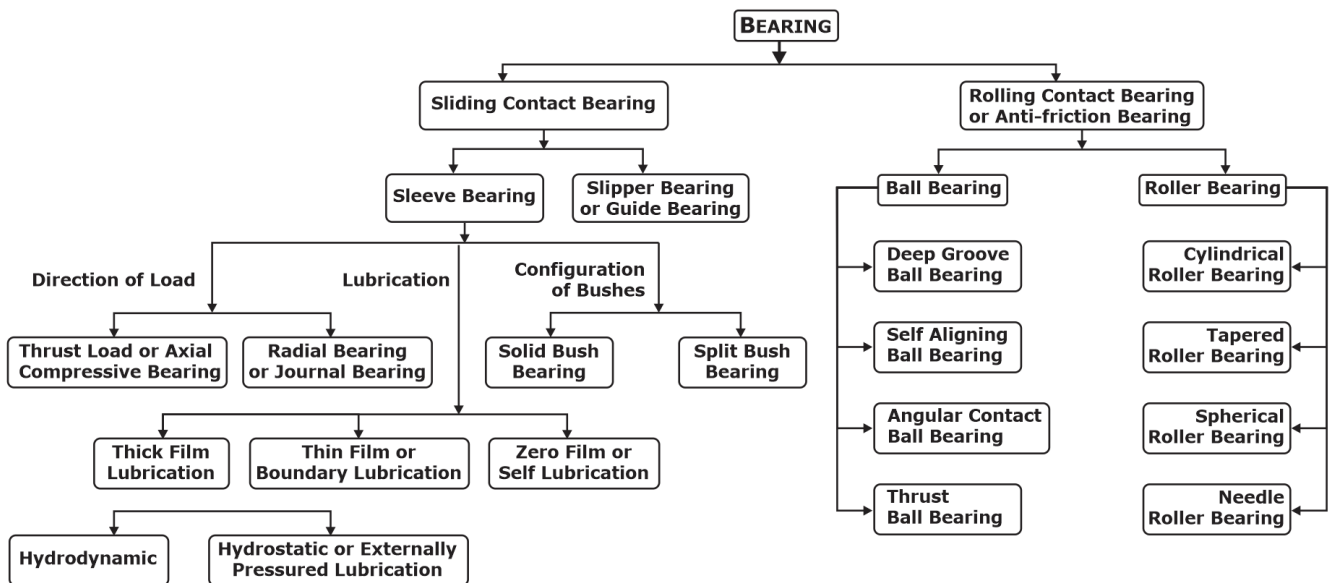 BEARING
Sliding Contact Bearing
Rolling Contact Bearing
or Anti-friction Bearing
Sleeve Bearing
Slipper Bearing
or Guide Bearing
Ball Bearing
Roller Bearing
Direction of Load
Lubrication
Configuration
of Bushes
Thrust Load or Axial
Compressive Bearing
Radial Bearing
or Journal Bearing
Solid Bush
Bearing
Split Bush
Bearing
Thick Film
Lubrication
Thin Film or
Boundary Lubrication
Zero Film or
Self Lubrication
Hydrodynamic
Hydrostatic or Externally
Pressured Lubrication
Deep Groove
Ball Bearing
Self Aligning
Ball Bearing
Angular Contact
Ball Bearing
Thrust
Ball Bearing
Cylindrical
Roller Bearing
Tapered
Roller Bearing
Spherical
Roller Bearing
Needle
Roller Bearing